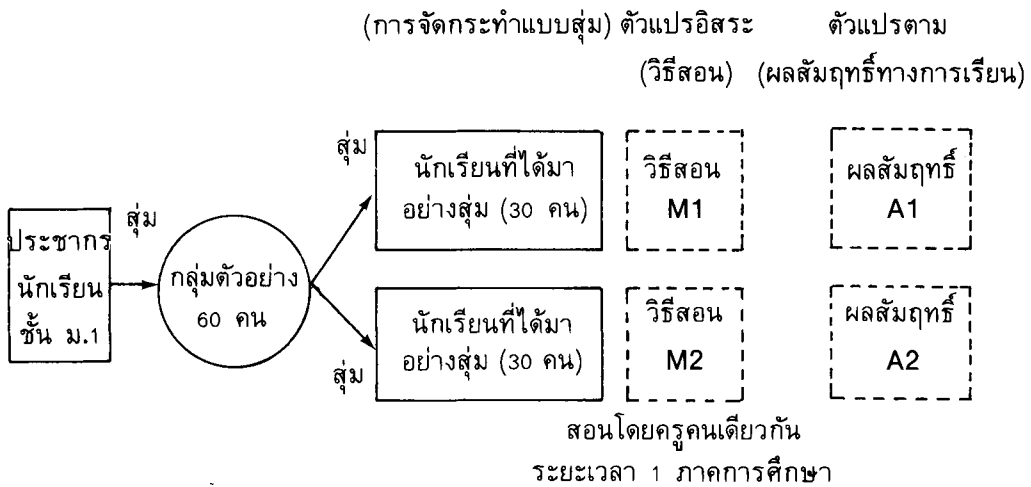 (การจัดกระทำแบบสุ่ม) ตัวแปรอิสระ ตัวแปรตาม
(วิธีสอน) (ผลสัมฤทธิ์ทางการเรียน)
สุ่ม
นักเรียนที่ได้มา
อย่างสุ่ม (30 คน)
วิธีสอน
M1
ผลสัมฤทธิ์
A1
ประชากร
นักเรียน
ชั้น ม.1
สุ่ม
กลุ่มตัวอย่าง
60 คน
สุ่ม
นักเรียนที่ได้มา
อย่างสุ่ม (30 คน)
วิธีสอน
M2
ผลสัมฤทธิ์
A2
สอนโดยครูคนเดียวกัน
ระยะเวลา 1 ภาคการศึกษา